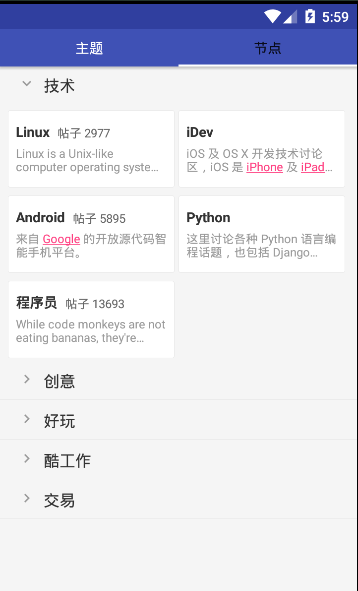 5:59
主题
节点
技术
Linux 帖子 2977
Linux is a Unix-like
computer operating syste...
iDev
iOS 及 OS X 开发技术讨论
区，iOS 是 iPhone 及 iPad...
Android 帖子 5895
来自 Google 的开放源代码智
能手机平台。
Python
这里讨论各种 Python 语言编
程话题，也包括 Django...
程序员 帖子 13693
While code monkeys are not
eating bananas, they're...
创意
好玩
酷工作
交易